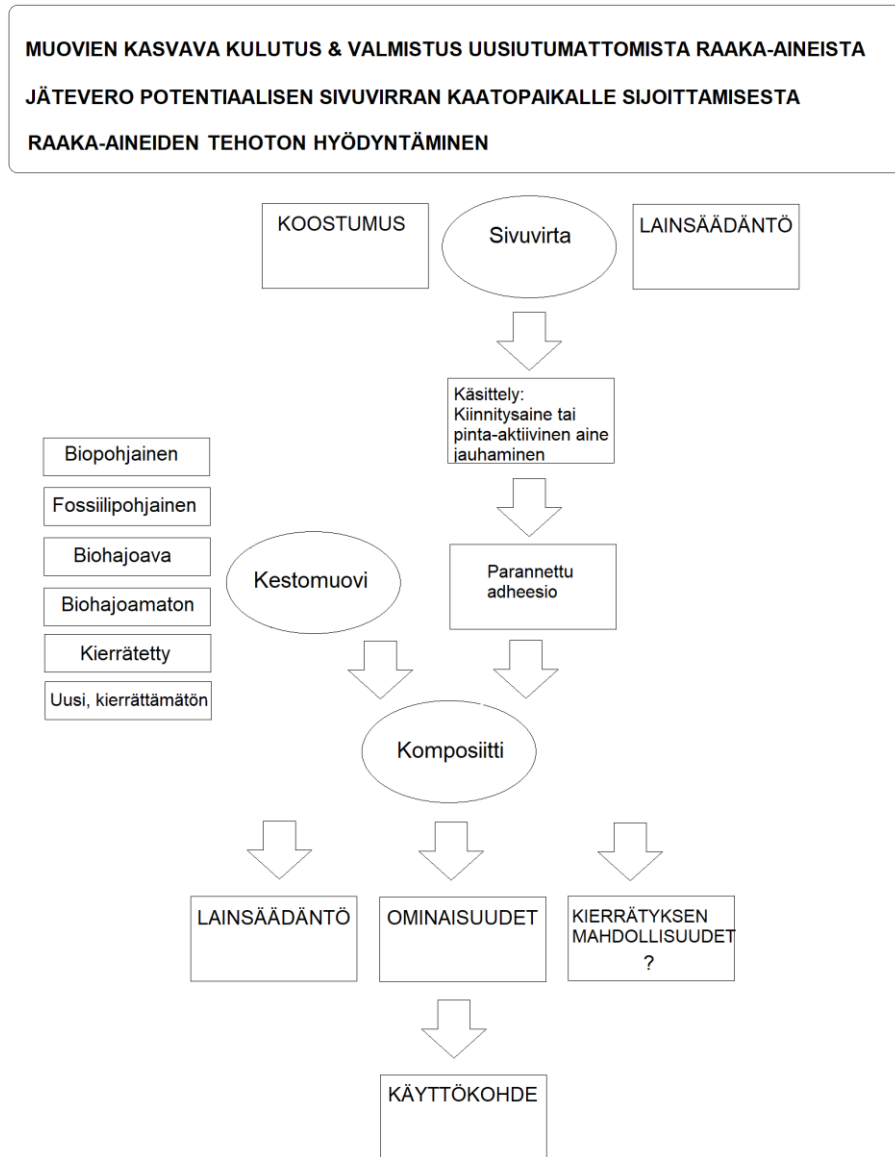 MUOVIEN KASVAVA KULUTUS & VALMISTUS UUSIUTUMATTOMISTA RAAKA-AINEISTA
JÄTEVERO POTENTIAALISEN SIVUVIRRAN KAATOPAIKALLE SIJOITTAMISESTA
RAAKA-AINEIDEN TEHOTON HYÖDYNTÄMINEN
KOOSTUMUS
Sivuvirta
LAINSÄÄDÄNTÖ
Käsittely:
Kiinnitysaine tai
pinta-aktiivinen aine
jauhaminen
Biopohjainen
Fossiilipohjainen
Biohajoava
Biohajoamaton
Kierrätetty
Uusi, kierrättämätön
Kestomuovi
Parannettu
adheesio
Komposiitti
LAINSÄÄDÄNTÖ
OMINAISUUDET
KIERRÄTYKSEN
MAHDOLLISUUDET
?
KÄYTTÖKOHDE